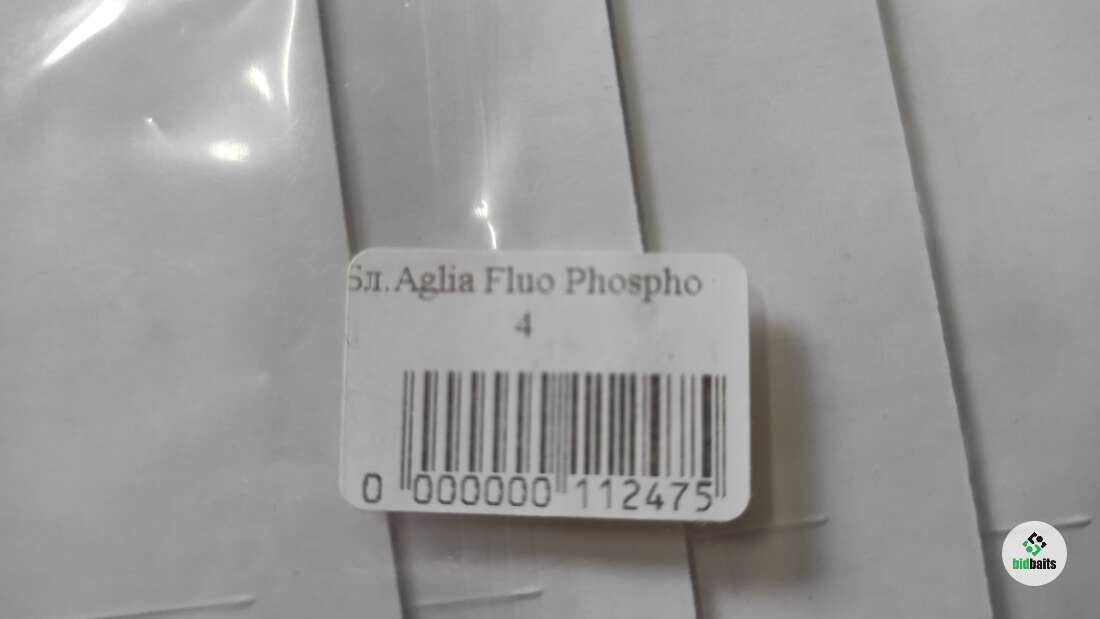 Бл. Aglia Fluo Phospho
4
0 000000 112475
bidbaits